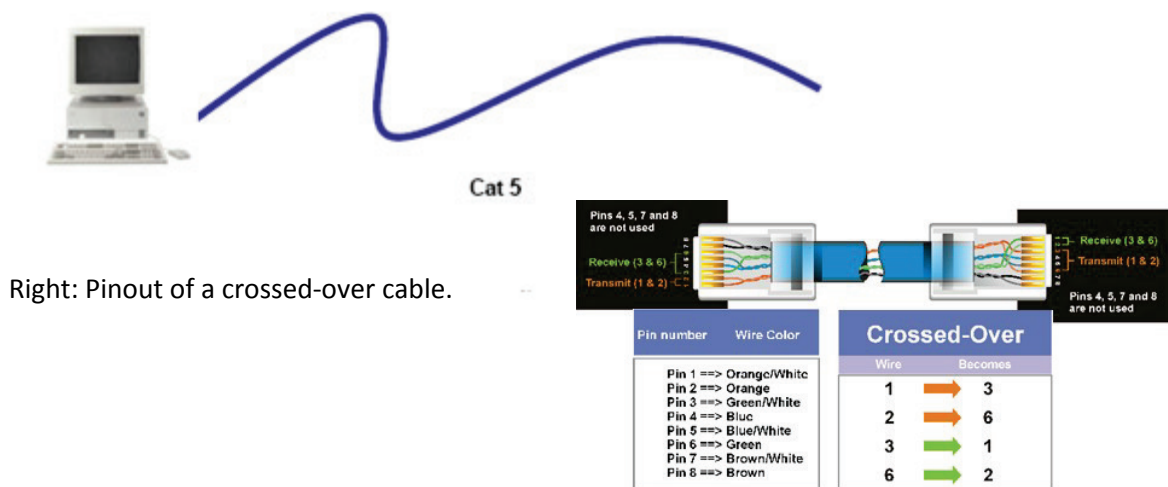 Cat 5
Right: Pinout of a crossed-over cable.
Pins 4, 5, 7 and 8
are not used
Receive (3 & 6)
Transmit (1 & 2)
Receive (3 & 6)
Transmit (1 & 2)
Pins 4, 5, 7 and 8
are not used
Pin number Wire Color
Pin 1 ==> Orange/White
Pin 2 ==> Orange
Pin 3 ==> Green/White
Pin 4 ==> Blue
Pin 5 ==> Blue/White
Pin 6 ==> Green
Pin 7 ==> Brown/White
Pin 8 ==> Brown
Crossed-Over
Wire Becomes
1 3
2 6
3 1
6 2